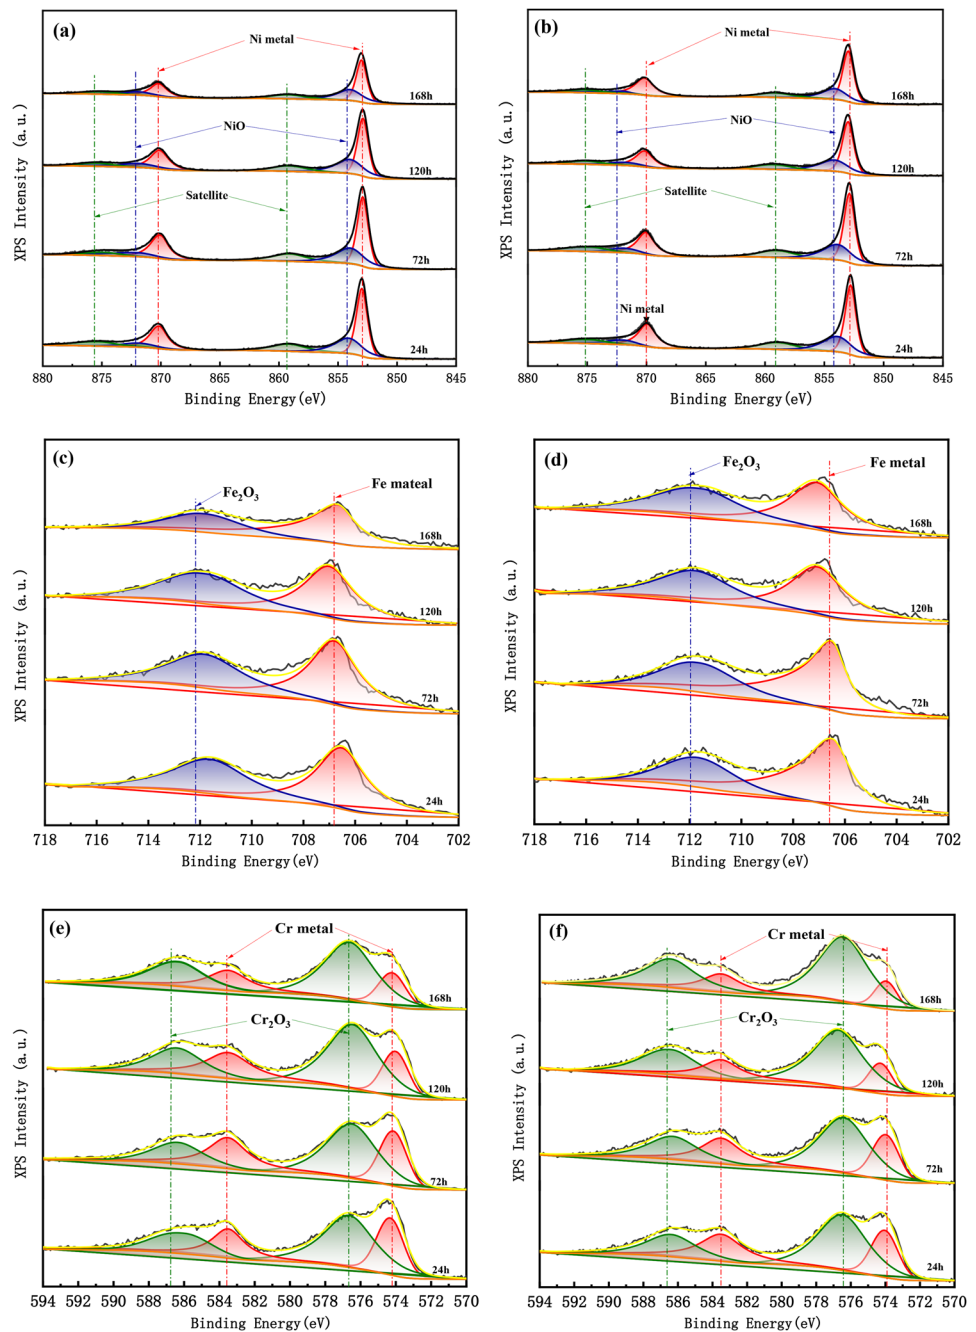 (a)
Ni metal
168h
NiO
120h
Satellite
72h
24h
XPS Intensity (a. u.)
880 875 870 865 860 855 850 845
Binding Energy(eV)
(b)
Ni metal
168h
NiO
120h
Satellite
72h
Ni metal
24h
XPS Intensity (a. u.)
880 875 870 865 860 855 850 845
Binding Energy(eV)
(c)
Fe mateal
Fe2O3
168h
120h
72h
24h
XPS Intensity (a. u.)
718 716 714 712 710 708 706 704 702
Binding Energy(eV)
(d)
Fe2O3
Fe metal
168h
120h
72h
24h
XPS Intensity (a. u.)
718 716 714 712 710 708 706 704 702
Binding Energy(eV)
(e)
Cr metal
168h
Cr2O3
120h
72h
24h
XPS Intensity (a. u.)
594 592 590 588 586 584 582 580 578 576 574 572 570
Binding Energy(eV)
(f)
Cr metal
168h
Cr2O3
120h
72h
24h
XPS Intensity (a. u.)
594 592 590 588 586 584 582 580 578 576 574 572 570
Binding Energy(eV)